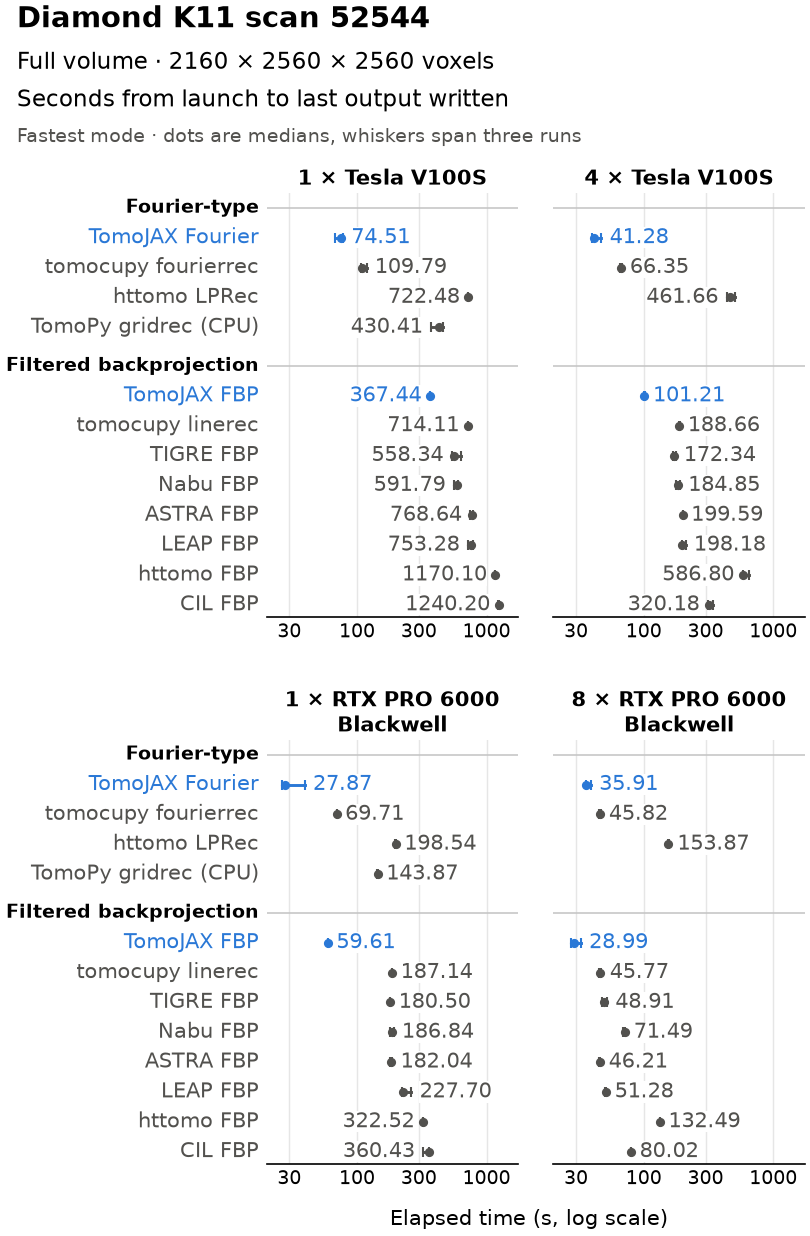 Diamond K11 scan 52544
Full volume · 2160 × 2560 × 2560 voxels
Seconds from launch to last output written
Fastest mode · dots are medians, whiskers span three runs
1 × Tesla V100S 4 × Tesla V100S
Fourier-type
TomoJAX Fourier 74.51 41.28
tomocupy fourierrec 109.79 66.35
httomo LPRec 722.48 461.66
TomoPy gridrec (CPU) 430.41
Filtered backprojection
TomoJAX FBP 367.44 101.21
tomocupy linerec 714.11 188.66
TIGRE FBP 558.34 172.34
Nabu FBP 591.79 184.85
ASTRA FBP 768.64 199.59
LEAP FBP 753.28 198.18
httomo FBP 1170.10 586.80
CIL FBP 1240.20 320.18
30 100 300 1000 30 100 300 1000
1 × RTX PRO 6000 8 × RTX PRO 6000
Blackwell Blackwell
Fourier-type
TomoJAX Fourier 27.87 35.91
tomocupy fourierrec 69.71 45.82
httomo LPRec 198.54 153.87
TomoPy gridrec (CPU) 143.87
Filtered backprojection
TomoJAX FBP 59.61 28.99
tomocupy linerec 187.14 45.77
TIGRE FBP 180.50 48.91
Nabu FBP 186.84 71.49
ASTRA FBP 182.04 46.21
LEAP FBP 227.70 51.28
httomo FBP 322.52 132.49
CIL FBP 360.43 80.02
30 100 300 1000 30 100 300 1000
Elapsed time (s, log scale)